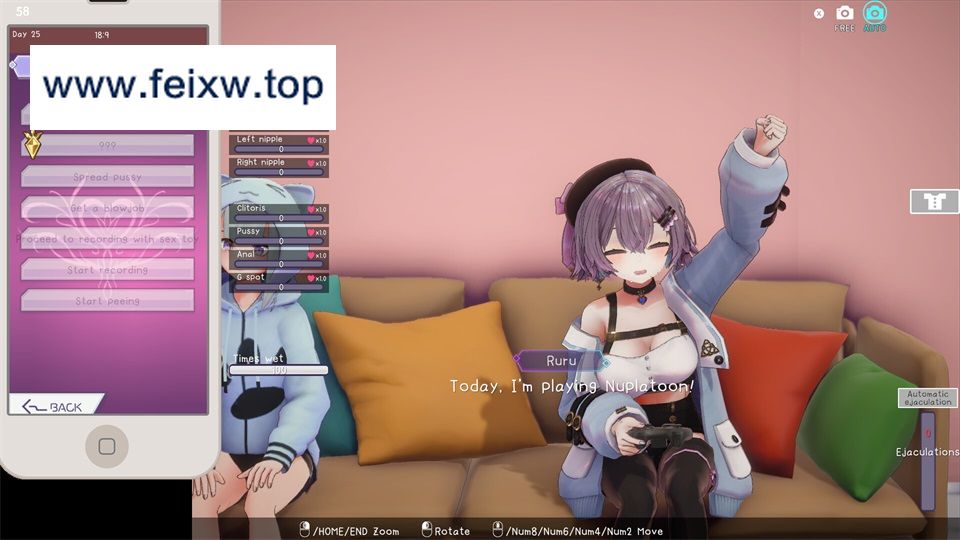 58
Day 25
18:9
www.feixw.top
FREE
AUTO
999
Spread pussy
Get a blowjob
Proceed to recording with sex toy
Start recording
Start peeing
BACK
Left nipple
x1.0
0
Right nipple
x1.0
0
Clitoris
x1.0
0
Pussy
x1.0
0
Anal
x1.0
0
G spot
x1.0
0
Times wet
100
Ruru
Today, I'm playing Nuplatoon!
Automatic
ejaculation
0
Ejaculations
/HOME/END Zoom
Rotate
/Num8/Num6/Num4/Num2 Move